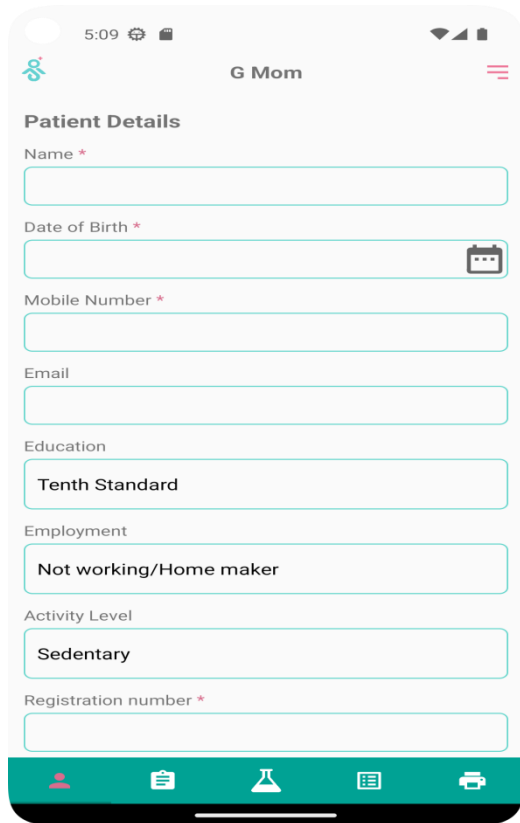 5:09
G Mom
Patient Details
Name *
Date of Birth *
Mobile Number *
Email
Education
Tenth Standard
Employment
Not working/Home maker
Activity Level
Sedentary
Registration number *